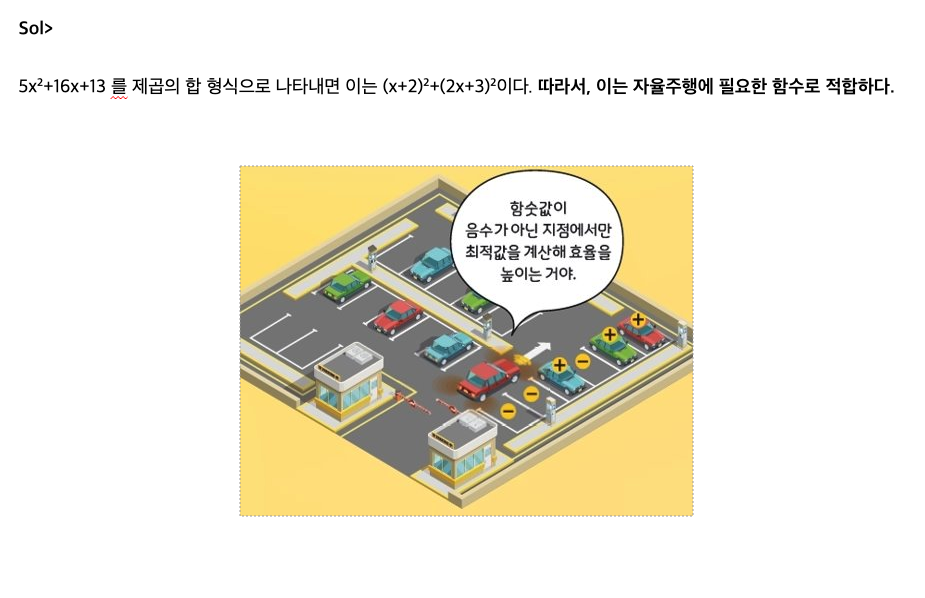 Sol>
5x²+16x+13 를 제곱의 합 형식으로 나타내면 이는 (x+2)²+(2x+3)²이다. 따라서, 이는 자율주행에 필요한 함수로 적합하다.
함숫값이
음수가 아닌 지점에서만
최적값을 계산해 효율을
높이는 거야.